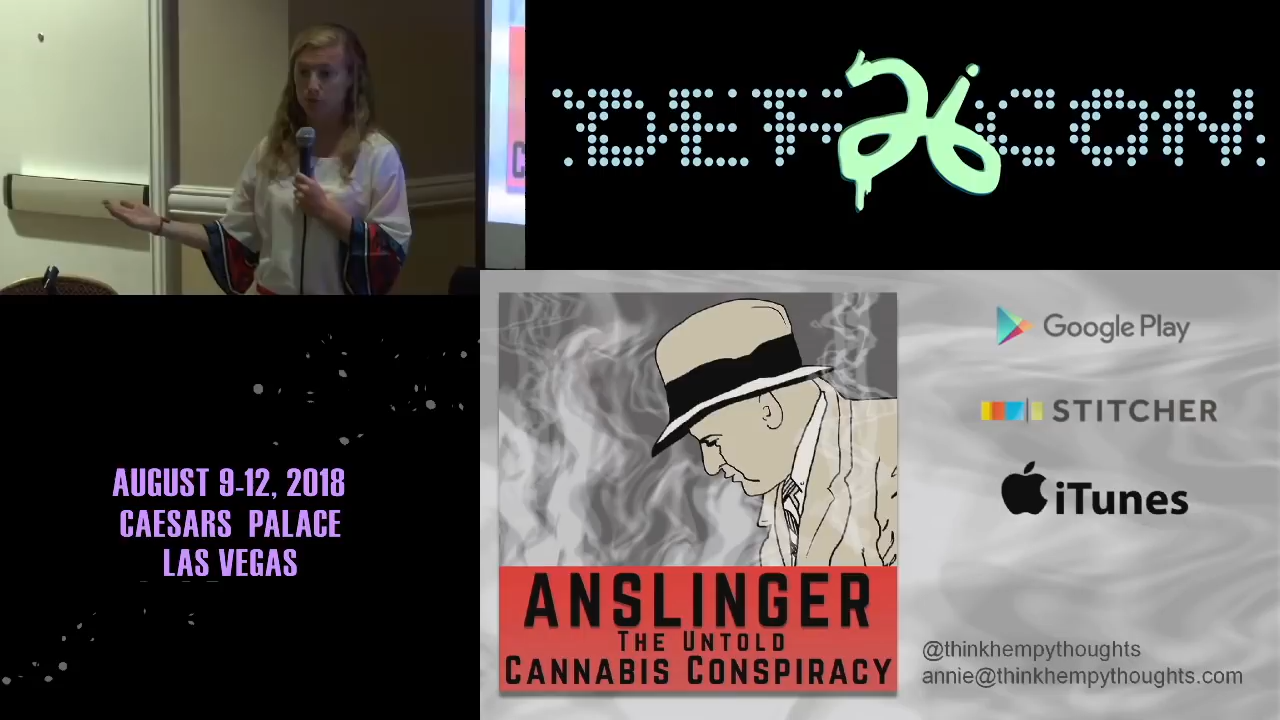 DEF CON
26
AUGUST 9-12, 2018
CAESARS PALACE
LAS VEGAS
ANSLINGER
THE UNTOLD
CANNABIS CONSPIRACY
Google Play
STITCHER
iTunes
@thinkhempythoughts
annie@thinkhempythoughts.com